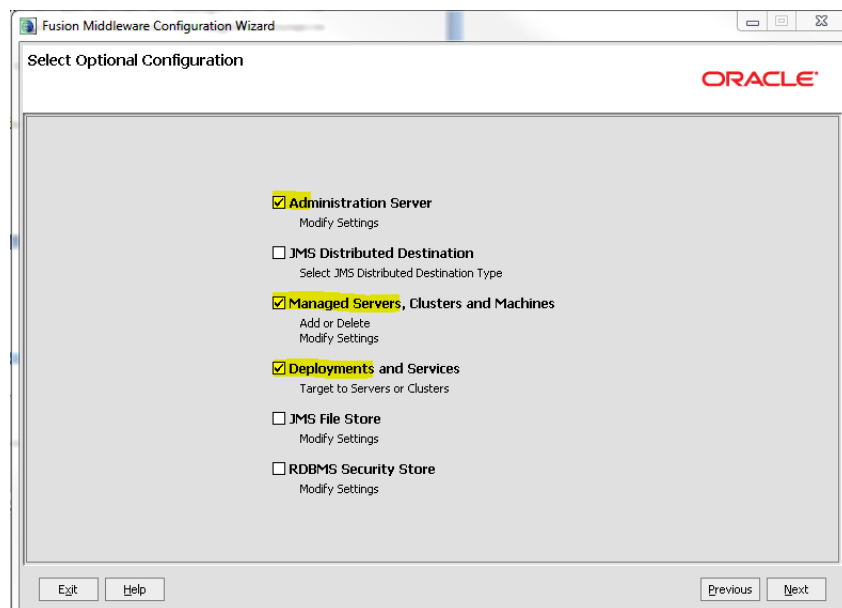 Fusion Middleware Configuration Wizard
Select Optional Configuration
ORACLE
Administration Server
Modify Settings
JMS Distributed Destination
Select JMS Distributed Destination Type
Managed Servers, Clusters and Machines
Add or Delete
Modify Settings
Deployments and Services
Target to Servers or Clusters
JMS File Store
Modify Settings
RDBMS Security Store
Modify Settings
Exit Help Previous Next